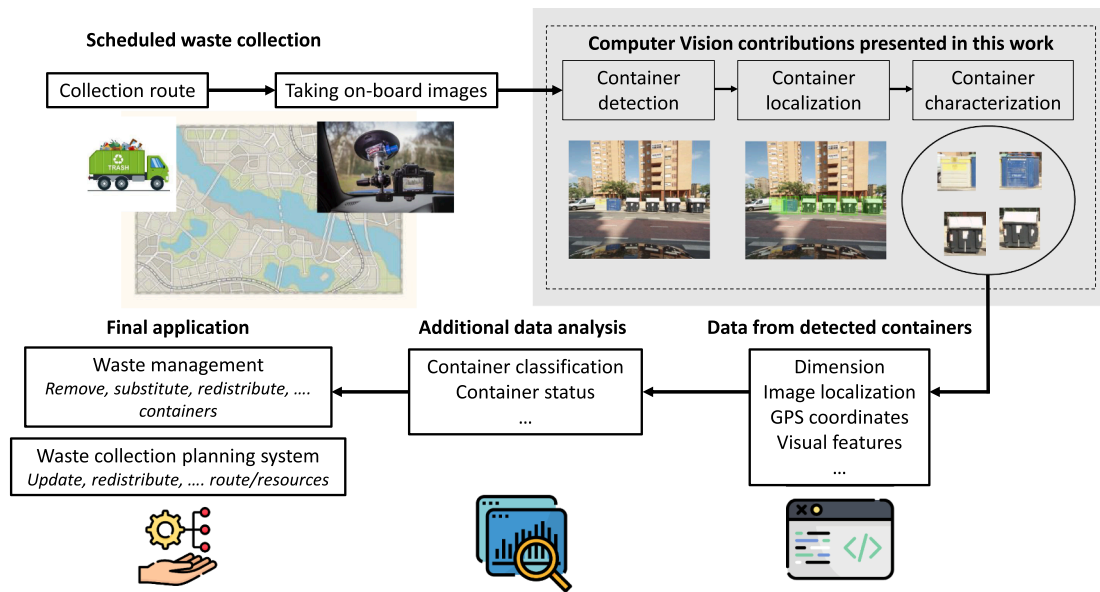 Scheduled waste collection
Computer Vision contributions presented in this work
Collection route
Taking on-board images
Container
detection
Container
localization
Container
characterization
TRASH
Final application
Additional data analysis
Data from detected containers
Waste management
Remove, substitute, redistribute, ….
containers
Container classification
Container status
...
Dimension
Image localization
GPS coordinates
Visual features
...
Waste collection planning system
Update, redistribute, …. route/resources